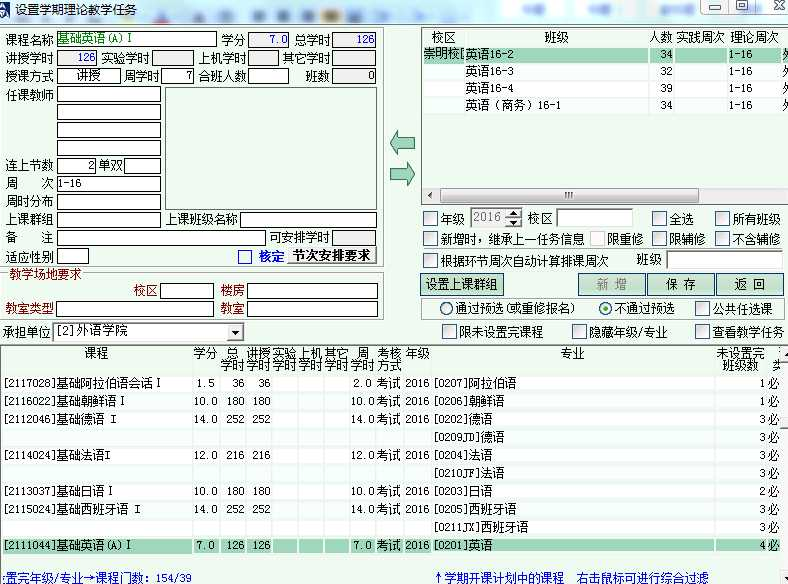 设置学期理论教学任务
课程名称 基础英语(A)Ⅰ 学分 7.0 总学时 126
讲授学时 126 实验学时 上机学时 其它学时
授课方式 讲授 周学时 7 合班人数 班数 0
任课教师
连上节数 2 单双
周 次 1-16
周时分布
上课群组 上课班级名称
备 注 可安排学时
适应性别 核定 节次安排要求
教学场地要求
校区 楼房
教室类型 教室
承担单位 [2]外语学院
校区 班级 人数 实践周次 理论周次
崇明校[ 英语16-2 34 1-16
英语16-3 32 1-16
英语16-4 39 1-16
英语（商务）16-1 34 1-16
年级 2016 校区 全选 所有班级
新增时，继承上一任务信息 限重修 限辅修 不含辅修
根据环节周次自动计算排课周次 班级
设置上课群组 新 增 保 存 返 回
通过预选(或重修报名) 不通过预选 公共任选课
限未设置完课程 隐藏年级/专业 查看教学任务
课程 学分 总学时 讲授学时 实验学时 上机学时 其它学时 周学时 考核方式 年级 专业 未设置完班级数
[2117028]基础阿拉伯语会话Ⅰ 1.5 36 36 2.0 考试 2016 [0207]阿拉伯语 1 必
[2116022]基础朝鲜语Ⅰ 10.0 180 180 10.0 考试 2016 [0206]朝鲜语 1 必
[2112046]基础德语 Ⅰ 14.0 252 252 14.0 考试 2016 [0202]德语 3 必
[0209JD]德语 3 必
[2114024]基础法语Ⅰ 12.0 216 216 12.0 考试 2016 [0204]法语 3 必
[0210JF]法语 3 必
[2113037]基础日语Ⅰ 10.0 180 180 10.0 考试 2016 [0203]日语 2 必
[2115024]基础西班牙语 Ⅰ 14.0 252 252 14.0 考试 2016 [0205]西班牙语 3 必
[0211JX]西班牙语 3 必
[2111044]基础英语(A)Ⅰ 7.0 126 126 7.0 考试 2016 [0201]英语 4 必
置完年级/专业→课程门数: 154/39 ↑学期开课计划中的课程 右击鼠标可进行综合过滤